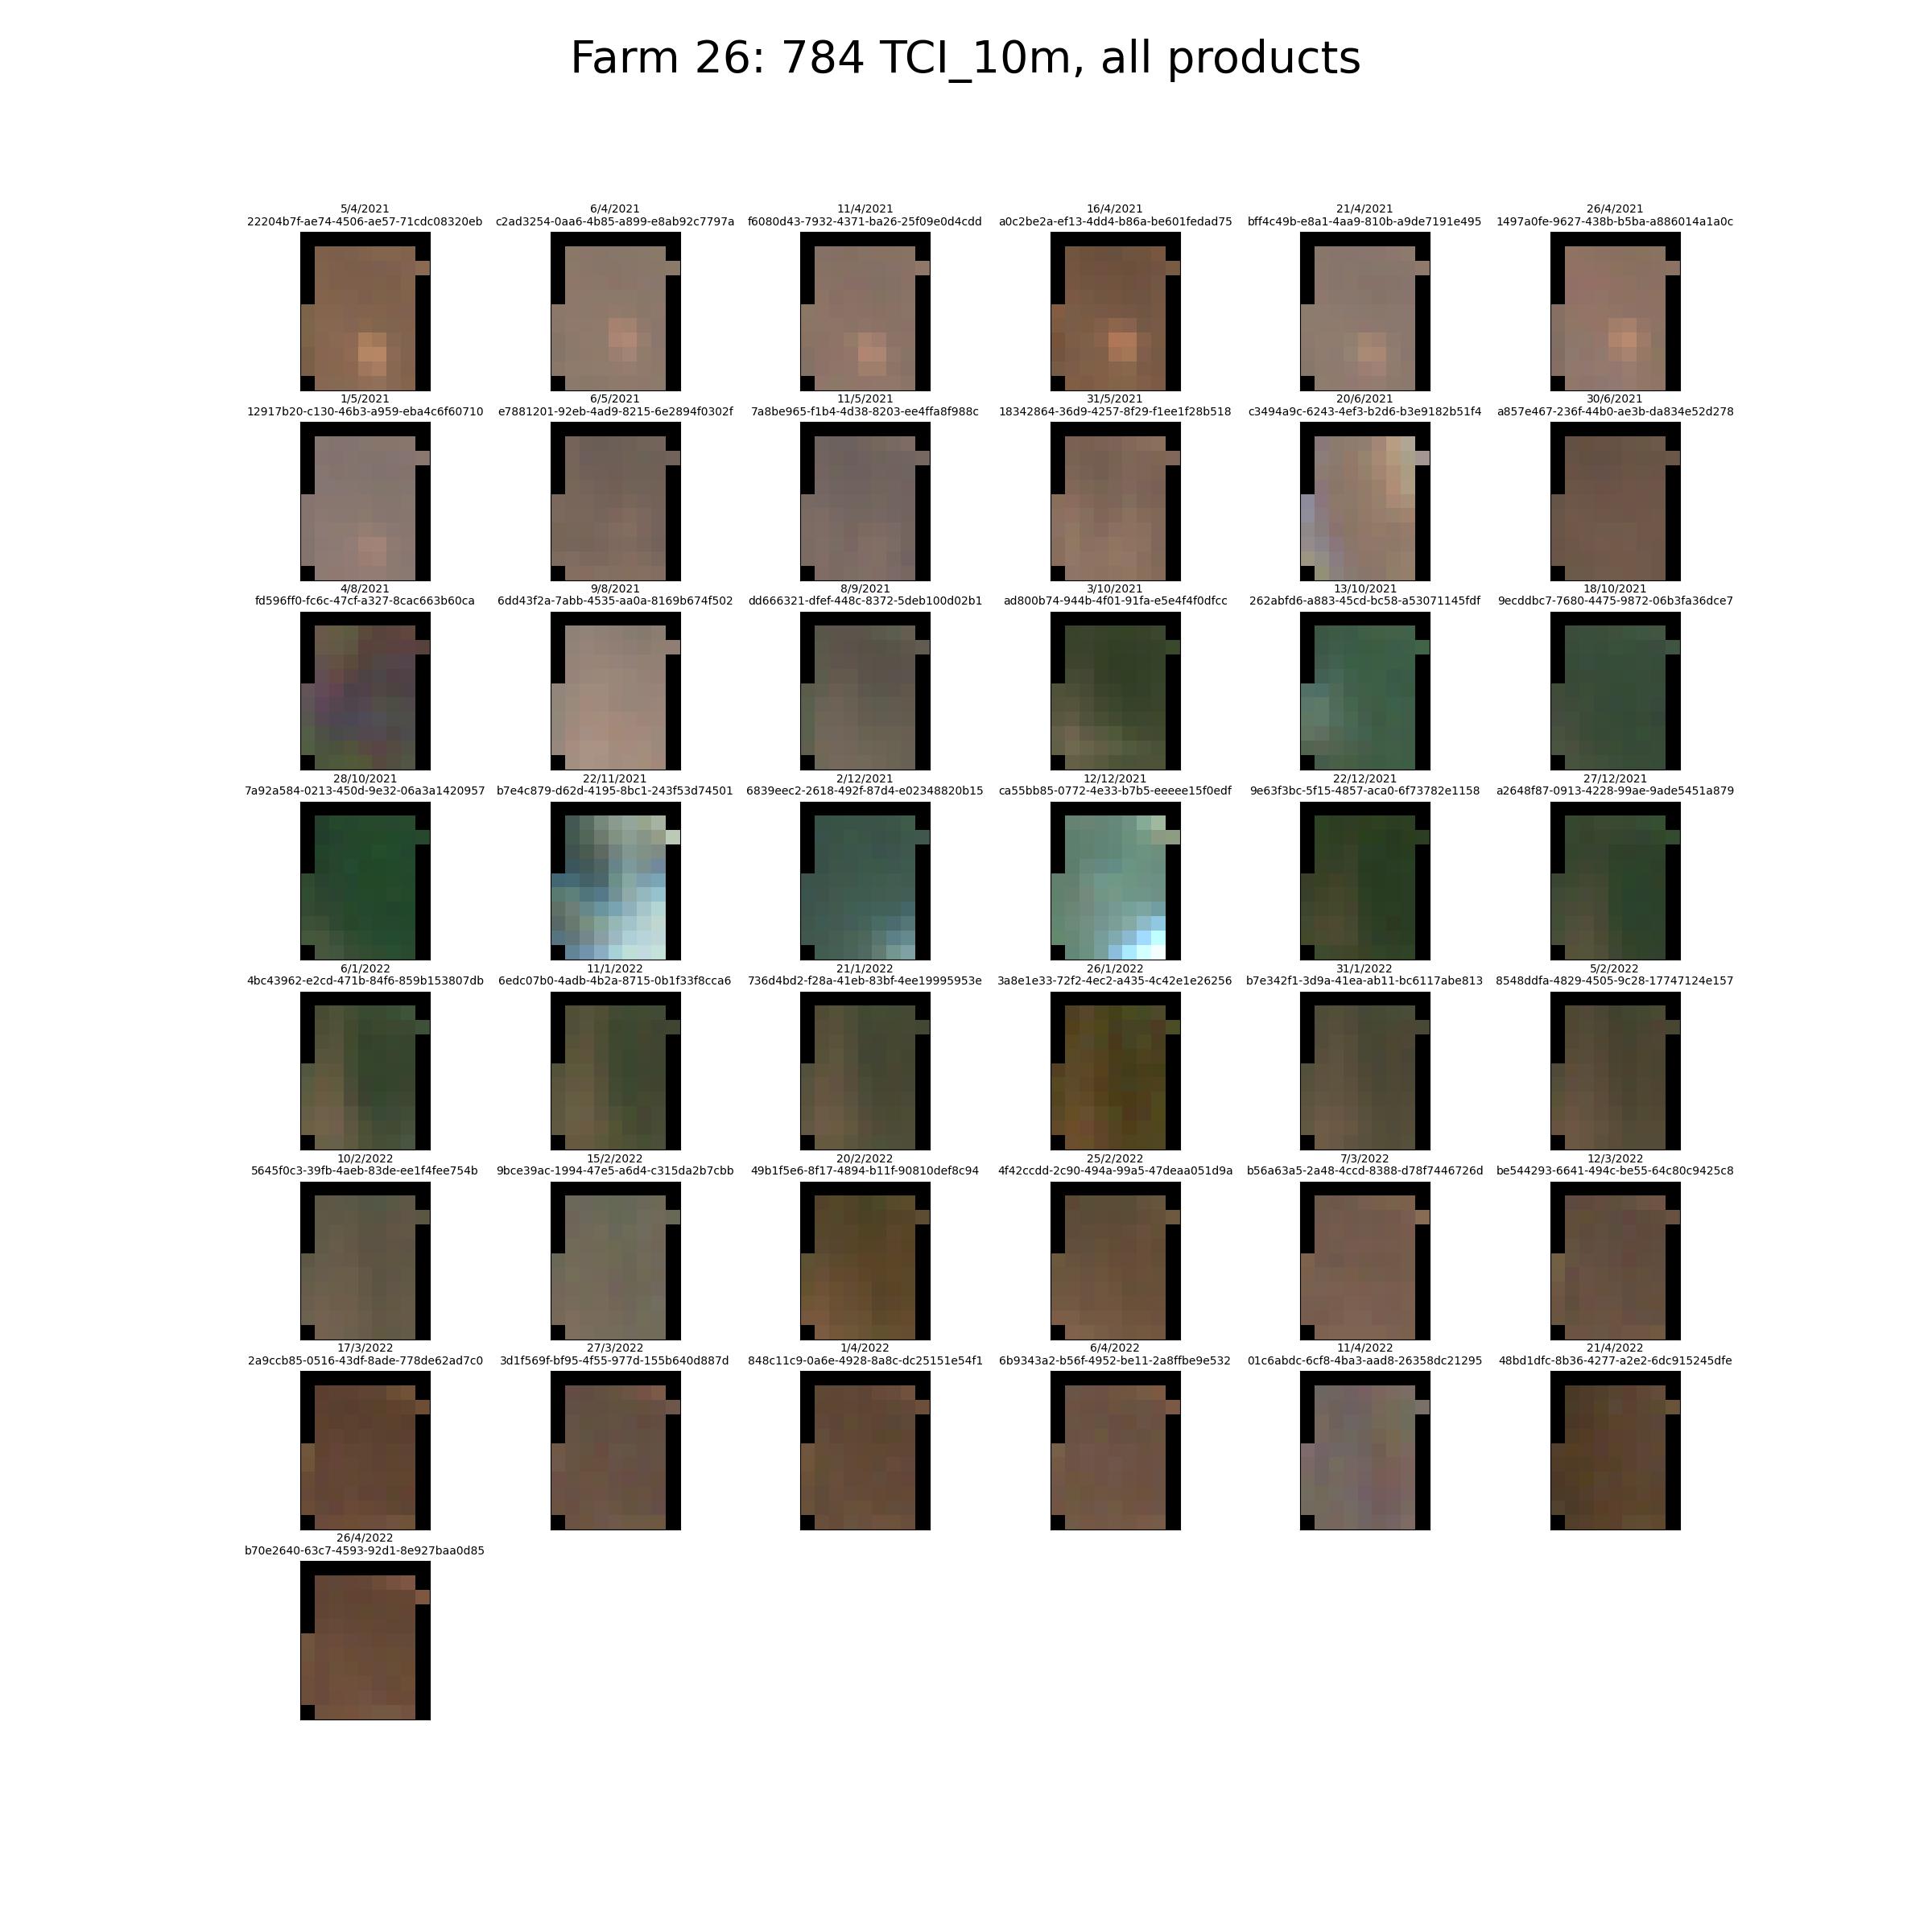 Farm 26: 784 TCI_10m, all products
5/4/2021 6/4/2021 11/4/2021 16/4/2021 21/4/2021 26/4/2021
22204b7f-ae74-4506-ae57-71cdc08320eb c2ad3254-0aa6-4b85-a899-e8ab92c7797a f6080d43-7932-4371-ba26-25f09e0d4cdd a0c2be2a-ef13-4dd4-b86a-be601fedad75 bff4c49b-e8a1-4aa9-810b-a9de7191e495 1497a0fe-9627-438b-b5ba-a886014a1a0c
1/5/2021 6/5/2021 11/5/2021 31/5/2021 20/6/2021 30/6/2021
12917b20-c130-46b3-a959-eba4c6f60710 e7881201-92eb-4ad9-8215-6e2894f0302f 7a8be965-f1b4-4d38-8203-ee4ffa8f988c 18342864-36d9-4257-8f29-f1ee1f28b518 c3494a9c-6243-4ef3-b2d6-b3e9182b51f4 a857e467-236f-44b0-ae3b-da834e52d278
4/8/2021 9/8/2021 8/9/2021 3/10/2021 13/10/2021 18/10/2021
fd596ff0-fc6c-47cf-a327-8cac663b60ca 6dd43f2a-7abb-4535-aa0a-8169b674f502 dd666321-dfef-448c-8372-5deb100d02b1 ad800b74-944b-4f01-91fa-e5e4f4f0dfcc 262abfd6-a883-45cd-bc58-a53071145fdf 9ecddbc7-7680-4475-9872-06b3fa36dce7
28/10/2021 22/11/2021 2/12/2021 12/12/2021 22/12/2021 27/12/2021
7a92a584-0213-450d-9e32-06a3a1420957 b7e4c879-d62d-4195-8bc1-243f53d74501 6839eec2-2618-492f-87d4-e02348820b15 ca55bb85-0772-4e33-b7b5-eeeee15f0edf 9e63f3bc-5f15-4857-aca0-6f73782e1158 a2648f87-0913-4228-99ae-9ade5451a879
6/1/2022 11/1/2022 21/1/2022 26/1/2022 31/1/2022 5/2/2022
4bc43962-e2cd-471b-84f6-859b153807db 6edc07b0-4adb-4b2a-8715-0b1f33f8cca6 736d4bd2-f28a-41eb-83bf-4ee19995953e 3a8e1e33-72f2-4ec2-a435-4c42e1e26256 b7e342f1-3d9a-41ea-ab11-bc6117abe813 8548ddfa-4829-4505-9c28-17747124e157
10/2/2022 15/2/2022 20/2/2022 25/2/2022 7/3/2022 12/3/2022
5645f0c3-39fb-4aeb-83de-ee1f4fee754b 9bce39ac-1994-47e5-a6d4-c315da2b7cbb 49b1f5e6-8f17-4894-b11f-90810def8c94 4f42ccdd-2c90-494a-99a5-47deaa051d9a b56a63a5-2a48-4ccd-8388-d78f7446726d be544293-6641-494c-be55-64c80c9425c8
17/3/2022 27/3/2022 1/4/2022 6/4/2022 11/4/2022 21/4/2022
2a9ccb85-0516-43df-8ade-778de62ad7c0 3d1f569f-bf95-4f55-977d-155b640d887d 848c11c9-0a6e-4928-8a8c-dc25151e54f1 6b9343a2-b56f-4952-be11-2a8ffbe9e532 01c6abdc-6cf8-4ba3-aad8-26358dc21295 48bd1dfc-8b36-4277-a2e2-6dc915245dfe
26/4/2022
b70e2640-63c7-4593-92d1-8e927baa0d85